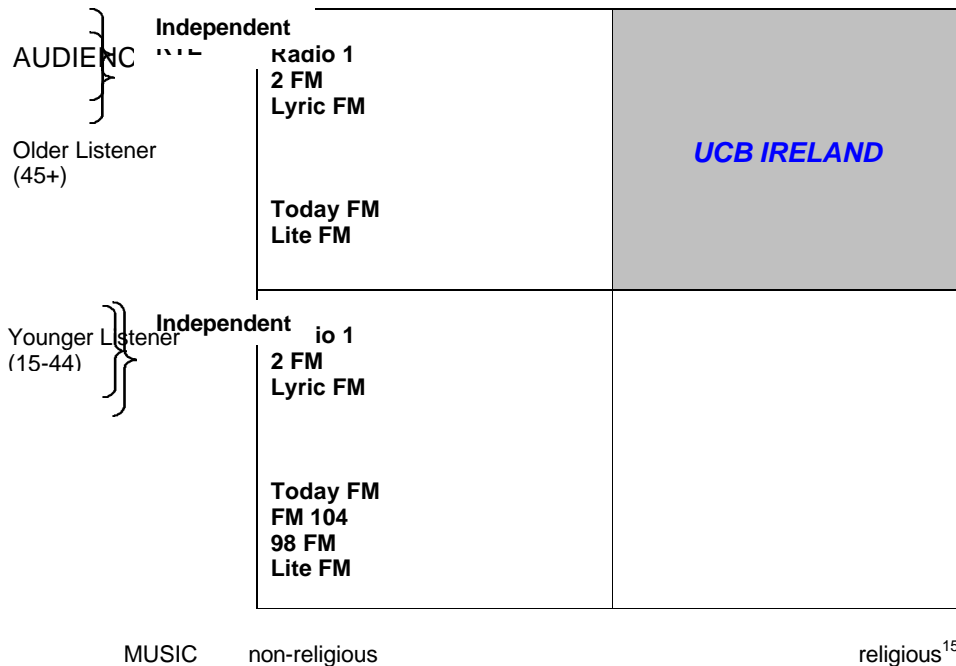 Independent
Radio 1
2 FM
Lyric FM
Older Listener
(45+)
UCB IRELAND
Today FM
Lite FM
Independent
Younger Listener
(15-44)
io 1
2 FM
Lyric FM
Today FM
FM 104
98 FM
Lite FM
MUSIC non-religious religious15